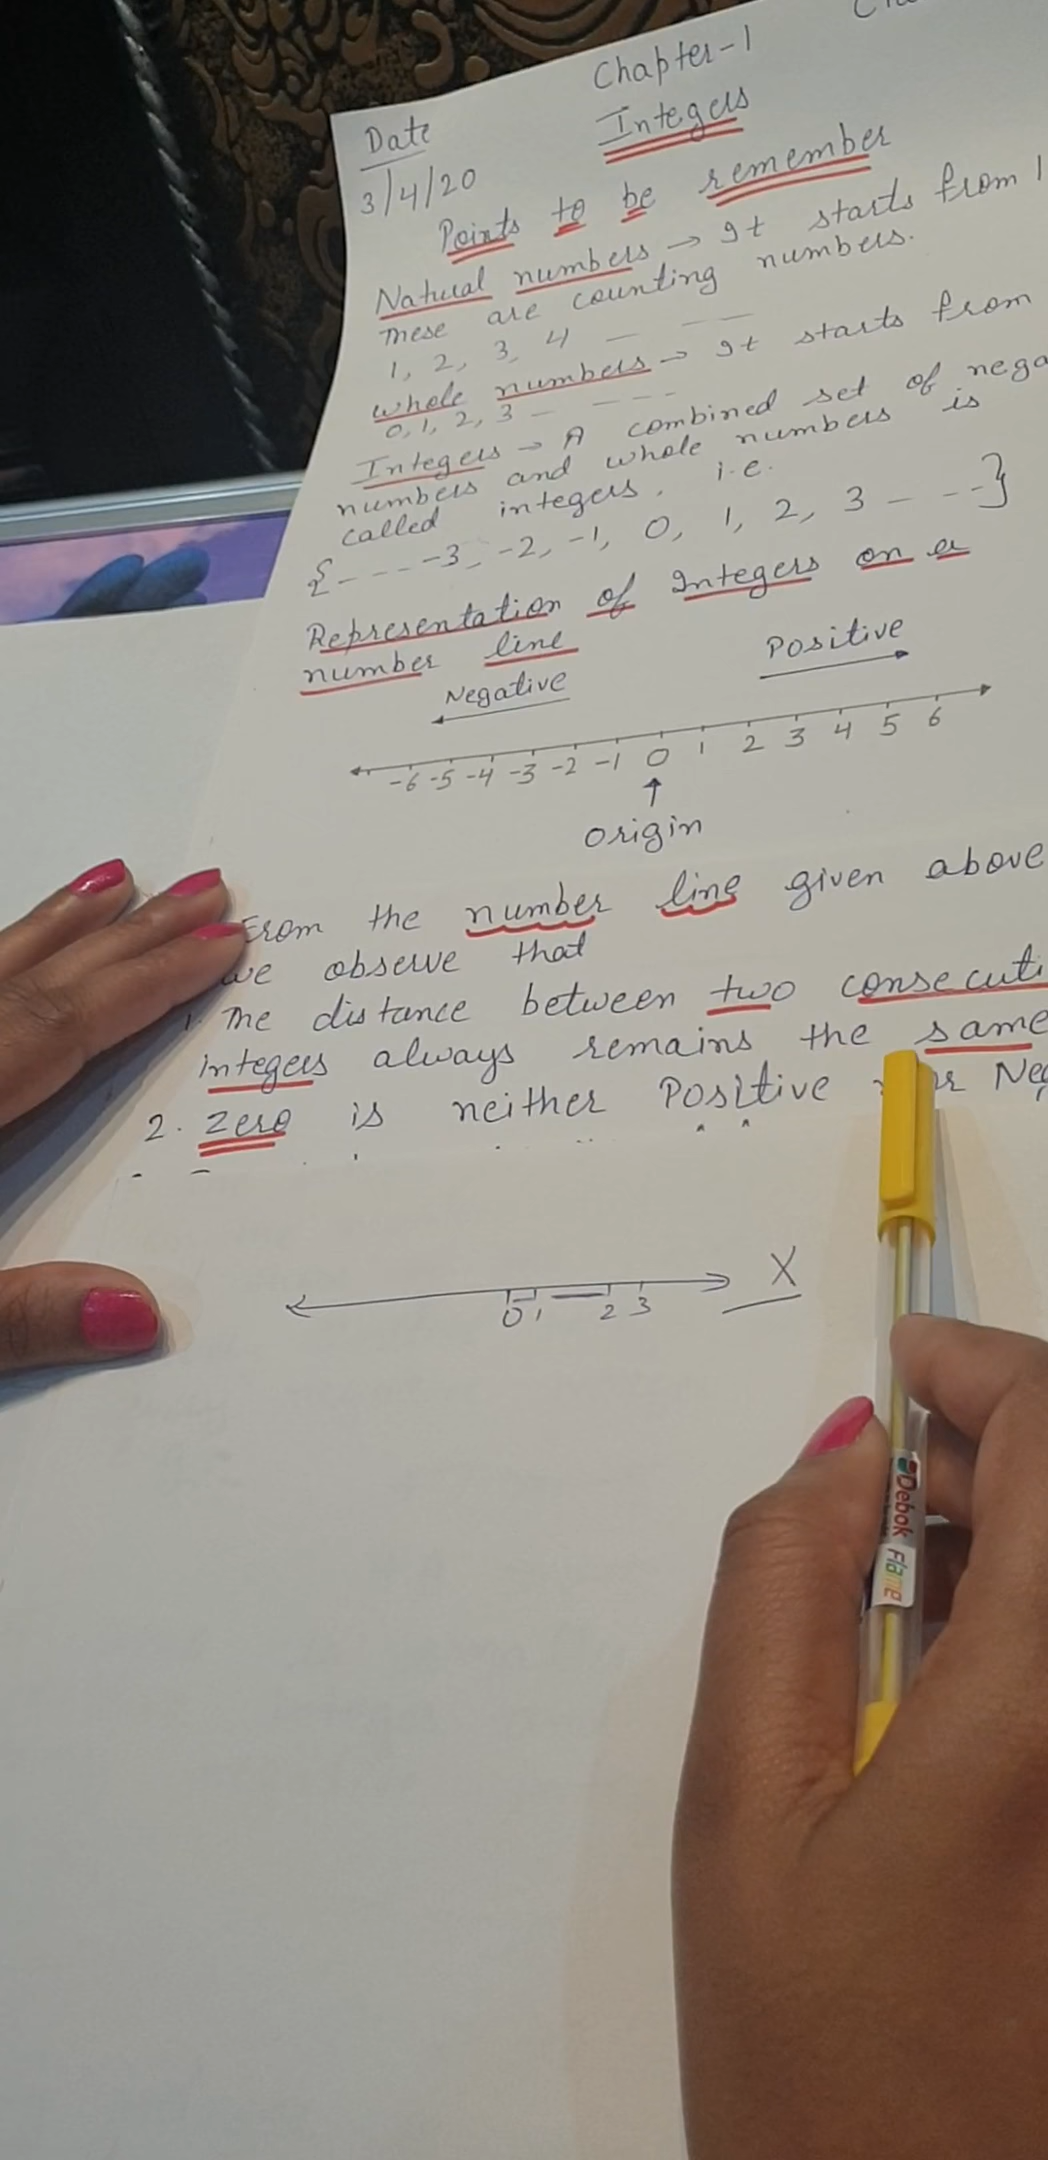 Chapter-1
Integers
Date
3/4/20
Points to be remember
Natural numbers → It starts from 1
These are counting numbers.
1, 2, 3, 4 — — —
Whole numbers → It starts from
0, 1, 2, 3 — — — —
Integers → A combined set of nega
numbers and whole numbers is
called integers. i.e.
{- - - - -3, -2, -1, 0, 1, 2, 3 — - - -}
Representation of Integers on a
number line
Negative
Positive
-6 -5 -4 -3 -2 -1 0 1 2 3 4 5 6
↑
origin
From the number line given above
we observe that
1. The distance between two consecuti
integers always remains the same
2. Zero is neither Positive Neg
0 1 2 3
X
Debok Flame